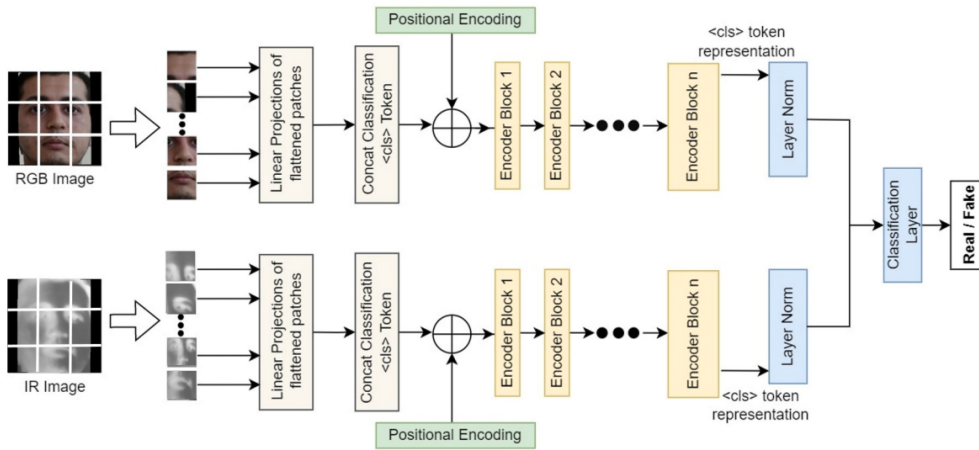 Positional Encoding
RGB Image
Linear Projections of
flattened patches
Concat Classification
<cls> Token
Encoder Block 1
Encoder Block 2
Encoder Block n
<cls> token
representation
Layer Norm
Classification
Layer
Real / Fake
IR Image
Linear Projections of
flattened patches
Concat Classification
<cls> Token
Encoder Block 1
Encoder Block 2
Encoder Block n
Layer Norm
<cls> token
representation
Positional Encoding